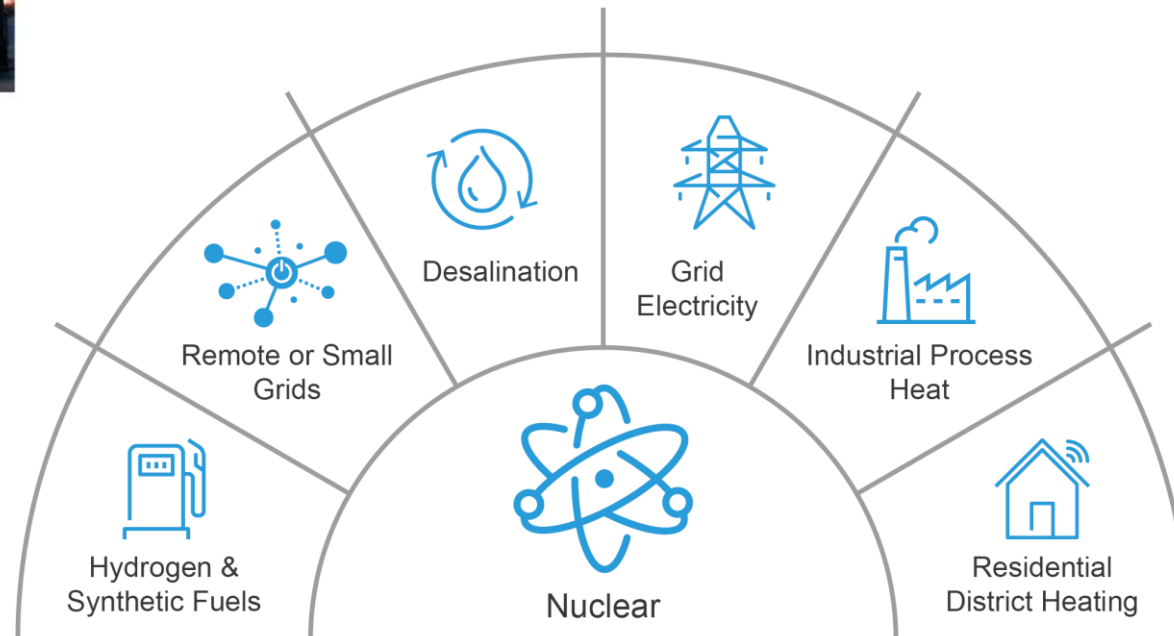 Desalination
Grid
Electricity
Remote or Small
Grids
Industrial Process
Heat
Hydrogen &
Synthetic Fuels
Nuclear
Residential
District Heating